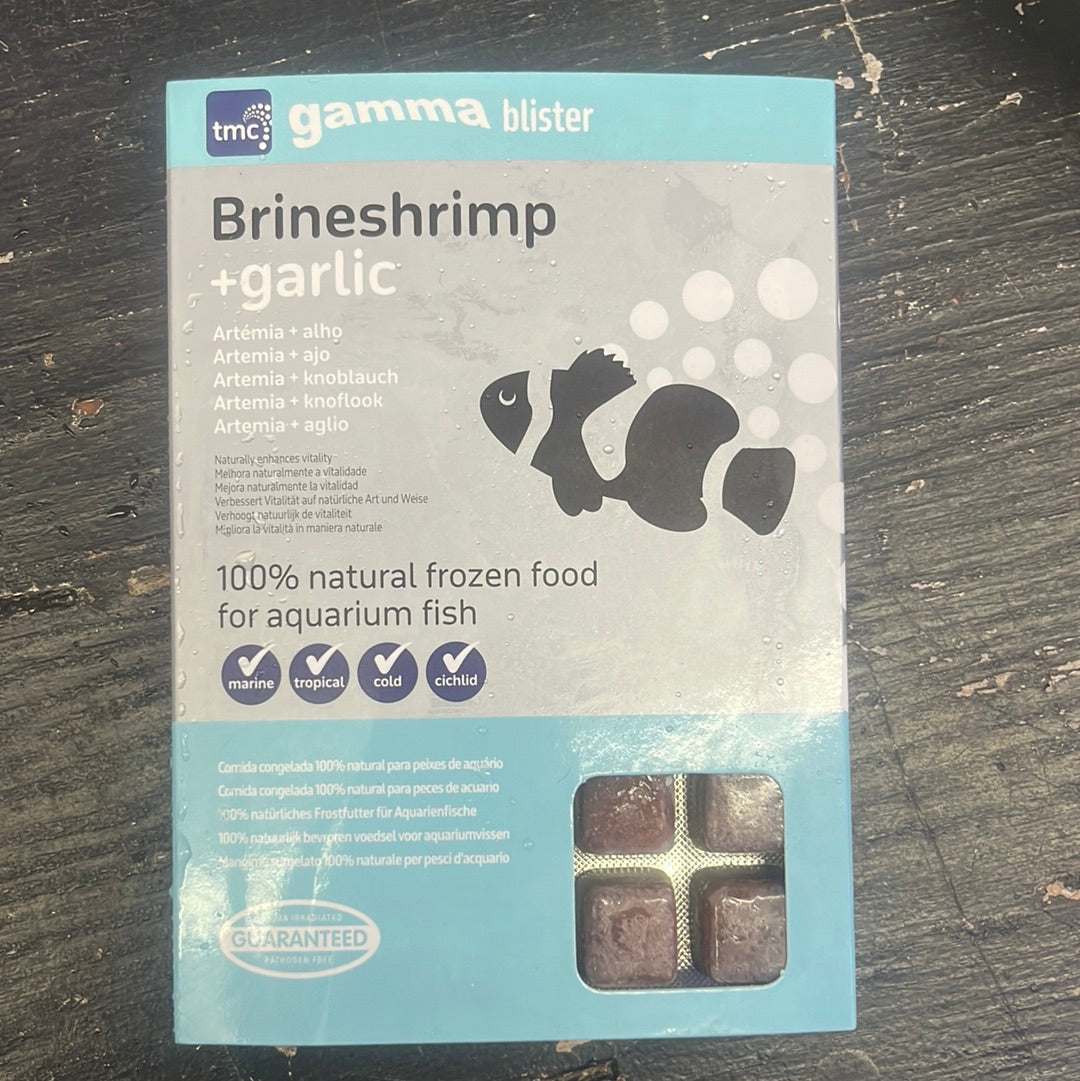 tmc gamma blister
Brineshrimp
+garlic
Artémia + alho
Artemia + ajo
Artemia + knoblauch
Artemia + knoflook
Artemia + aglio
Naturally enhances vitality
Melhora naturalmente a vitalidade
Mejora naturalmente la vitalidad
Verbessert Vitalität auf natürliche Art und Weise
Verhoogt natuurlijk de vitaliteit
Migliora la vitalità in maniera naturale
100% natural frozen food
for aquarium fish
marine tropical cold cichlid
Comida congelada 100% natural para peixes de aquário
Comida congelada 100% natural para peces de acuario
100% natürliches Frostfutter für Aquarienfische
100% natuurlijk bevroren voedsel voor aquariumvissen
surgelato 100% naturale per pesci d'acquario
IRRADIATED
GUARANTEED
PATHOGEN FREE